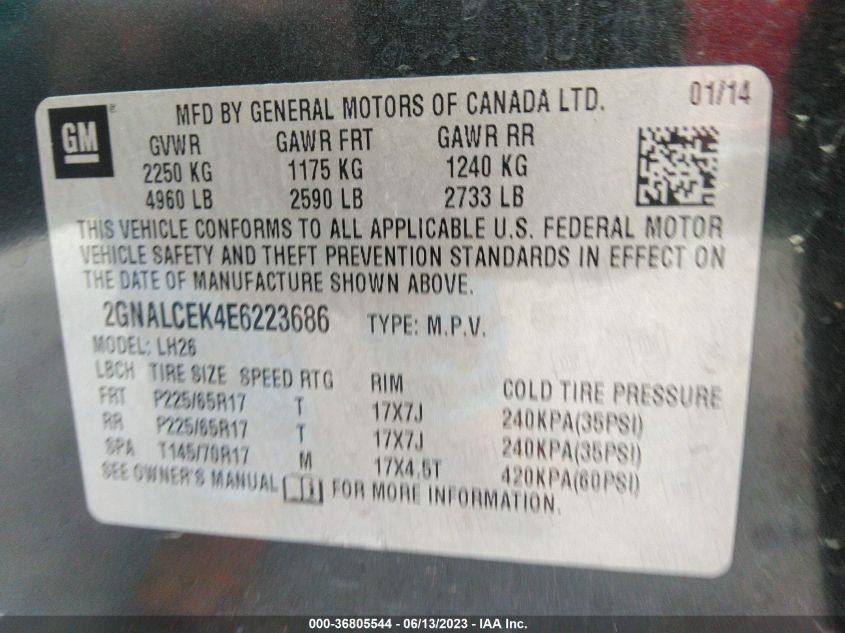 GM
®
MFD BY GENERAL MOTORS OF CANADA LTD. 01/14
GVWR GAWR FRT GAWR RR
2250 KG 1175 KG 1240 KG
4960 LB 2590 LB 2733 LB
THIS VEHICLE CONFORMS TO ALL APPLICABLE U.S. FEDERAL MOTOR
VEHICLE SAFETY AND THEFT PREVENTION STANDARDS IN EFFECT ON
THE DATE OF MANUFACTURE SHOWN ABOVE.
2GNALCEK4E6223686 TYPE: M.P.V.
MODEL: LH26
LBCH TIRE SIZE SPEED RTG RIM COLD TIRE PRESSURE
FRT P225/65R17 T 17X7J 240KPA(35PSI)
RR P225/65R17 T 17X7J 240KPA(35PSI)
SPA T145/70R17 M 17X4.5T 420KPA(60PSI)
SEE OWNER'S MANUAL FOR MORE INFORMATION.
000-36805544 - 06/13/2023 - IAA Inc.